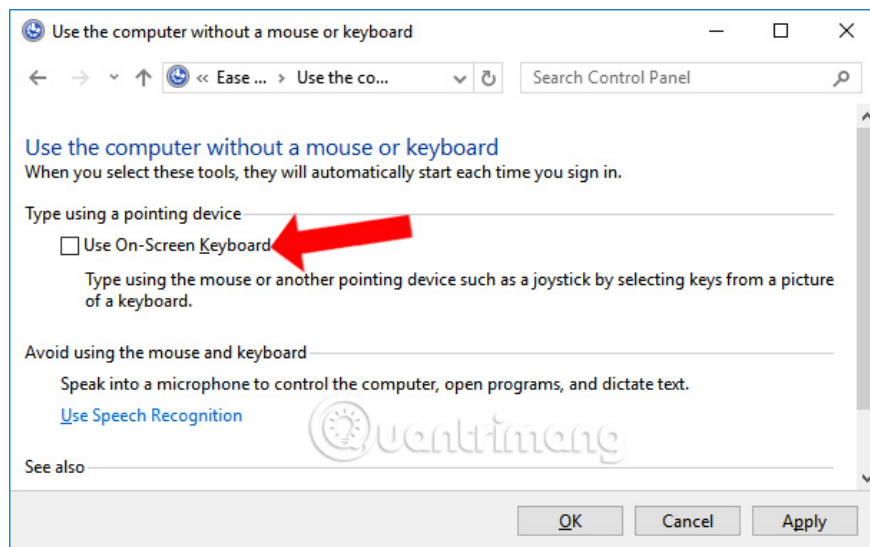 Use the computer without a mouse or keyboard
« Ease ... › Use the co...
Search Control Panel
Use the computer without a mouse or keyboard
When you select these tools, they will automatically start each time you sign in.
Type using a pointing device
Use On-Screen Keyboard
Type using the mouse or another pointing device such as a joystick by selecting keys from a picture
of a keyboard.
Avoid using the mouse and keyboard
Speak into a microphone to control the computer, open programs, and dictate text.
Use Speech Recognition
Quantrimang
See also
OK Cancel Apply